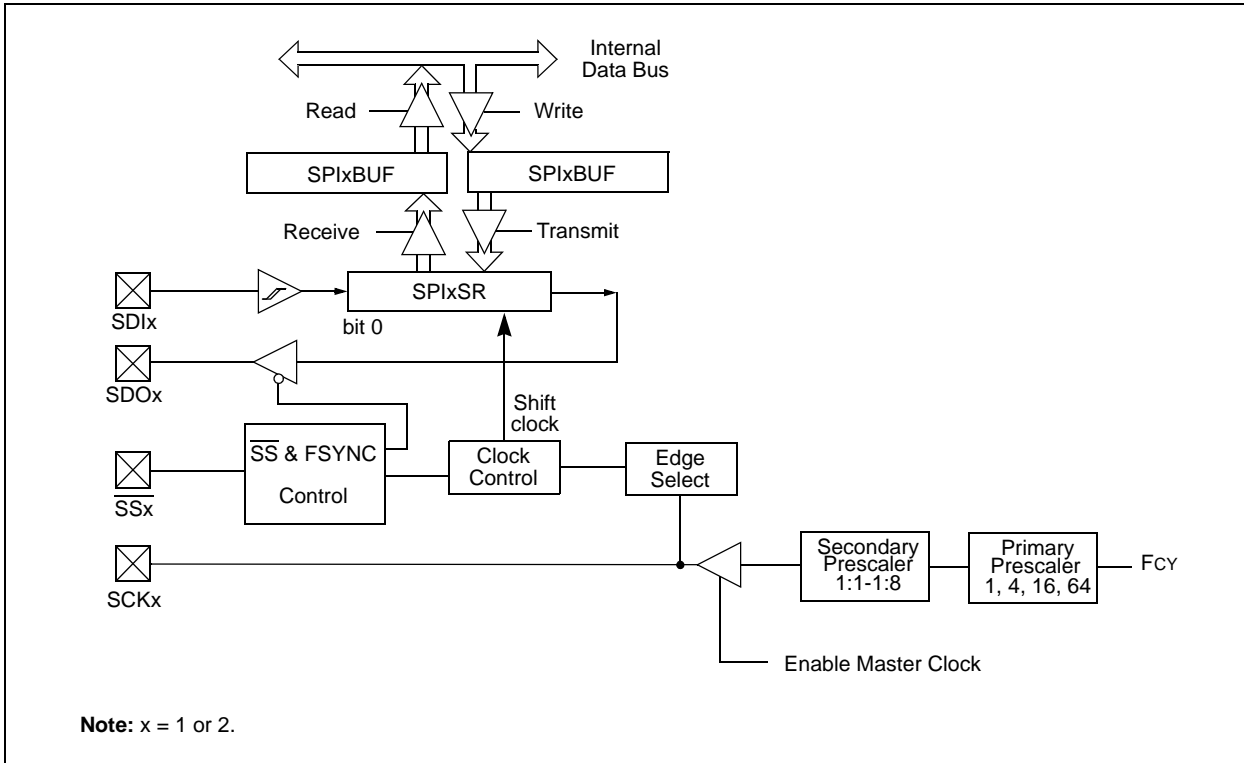 Internal
Data Bus
Read
Write
SPIxBUF
SPIxBUF
Receive
Transmit
SPIxSR
SDIx
bit 0
SDOx
Shift
clock
SS & FSYNC
Control
Clock
Control
Edge
Select
SSx
Secondary
Prescaler
1:1-1:8
Primary
Prescaler
1, 4, 16, 64
FCY
SCKx
Enable Master Clock
Note: x = 1 or 2.